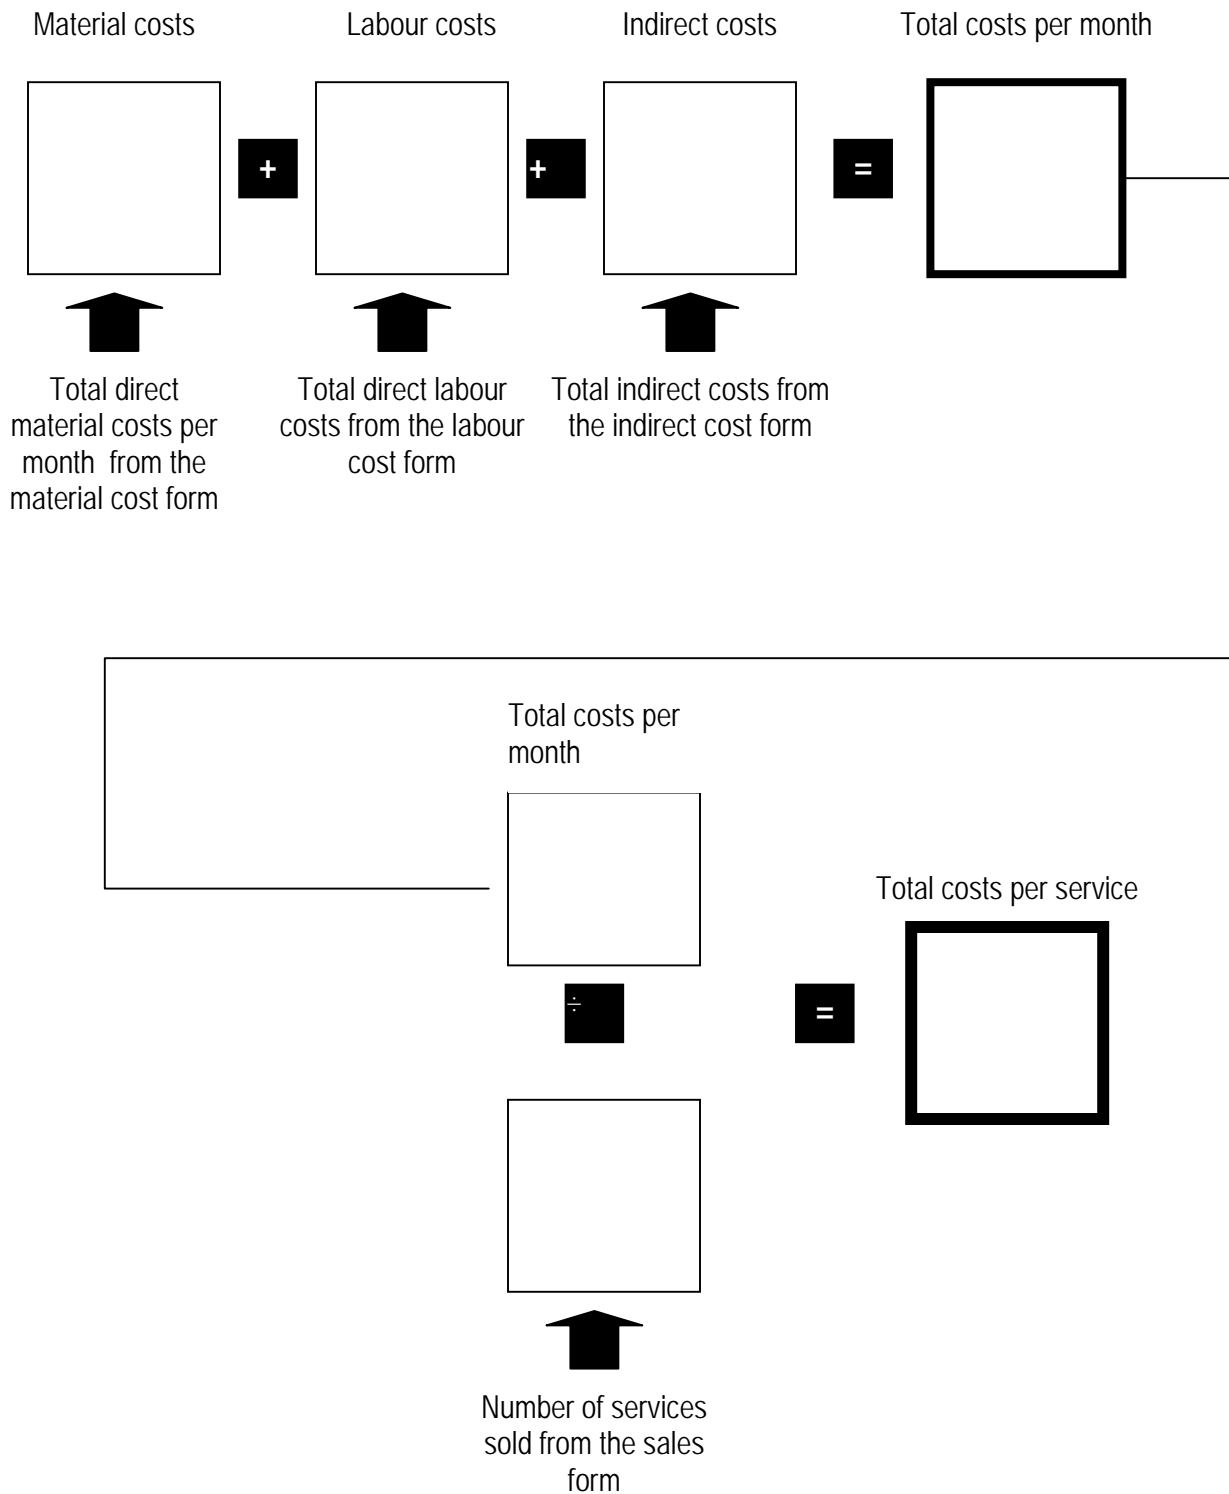 Material costs
Labour costs
Indirect costs
Total costs per month
+
+
=
Total direct
material costs per
month from the
material cost form
Total direct labour
costs from the labour
cost form
Total indirect costs from
the indirect cost form
Total costs per
month
Total costs per service
÷
=
Number of services
sold from the sales
form